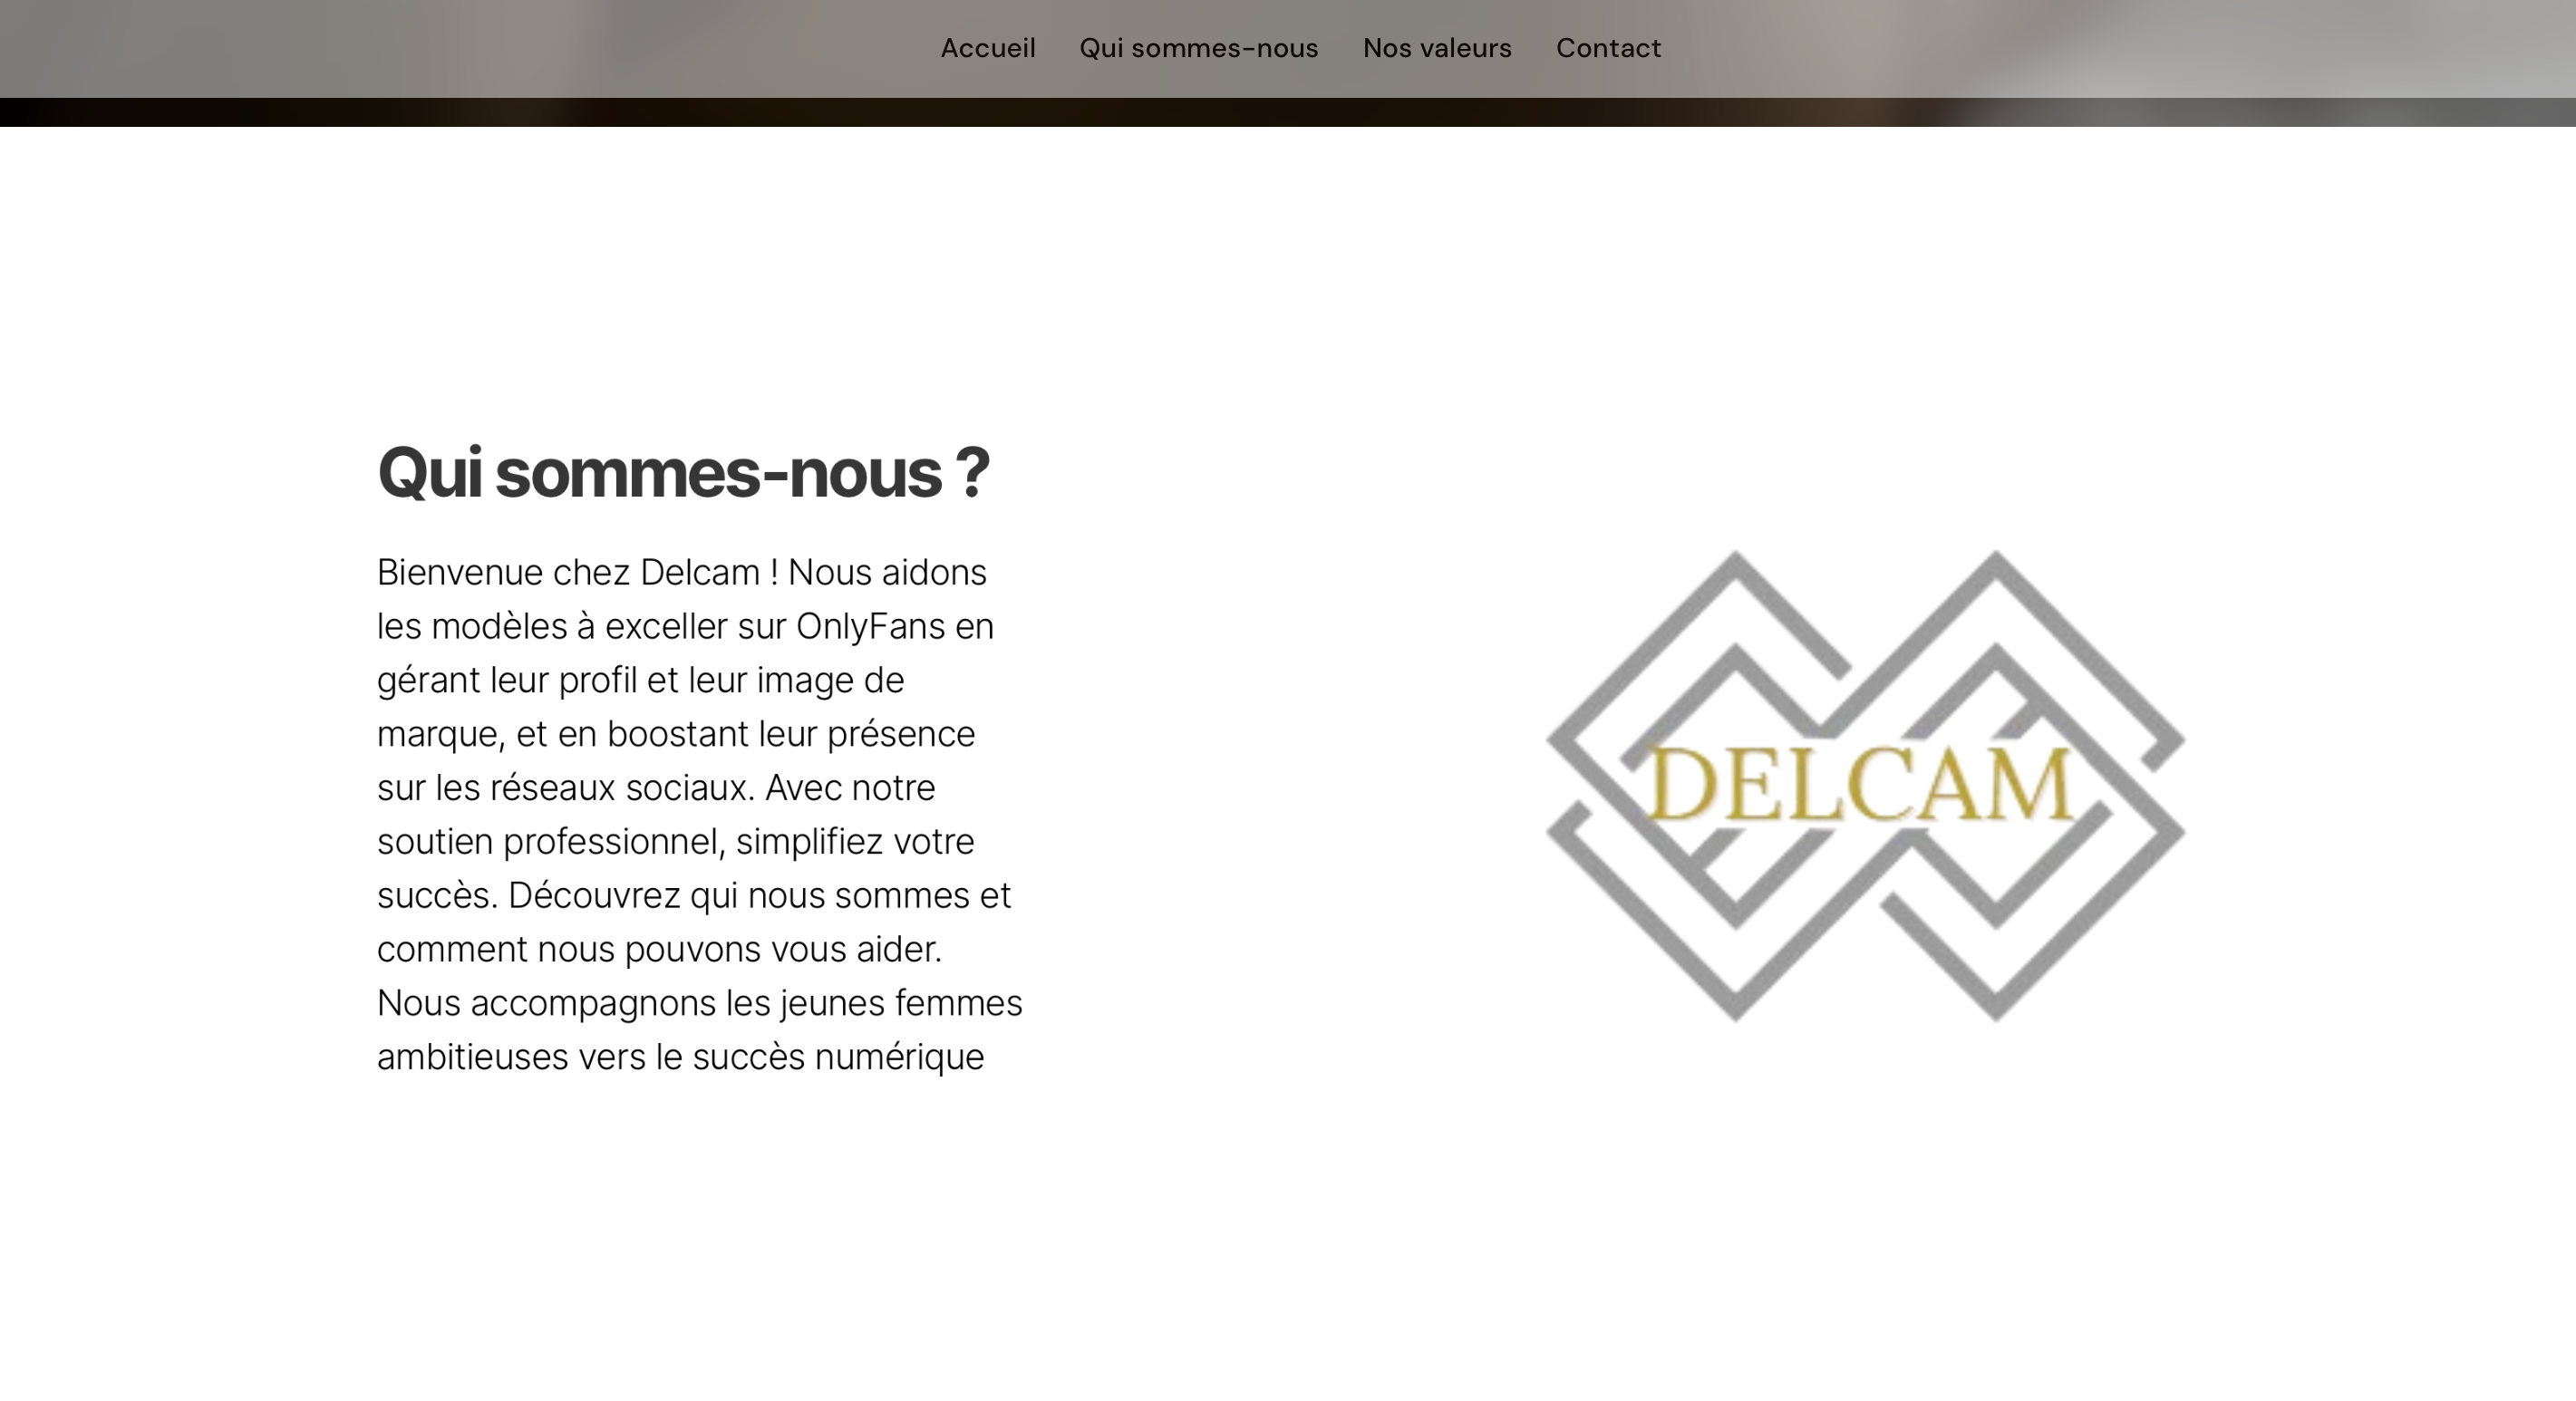 Accueil Qui sommes-nous Nos valeurs Contact
Qui sommes-nous ?
Bienvenue chez Delcam ! Nous aidons
les modèles à exceller sur OnlyFans en
gérant leur profil et leur image de
marque, et en boostant leur présence
sur les réseaux sociaux. Avec notre
soutien professionnel, simplifiez votre
succès. Découvrez qui nous sommes et
comment nous pouvons vous aider.
Nous accompagnons les jeunes femmes
ambitieuses vers le succès numérique
DELCAM